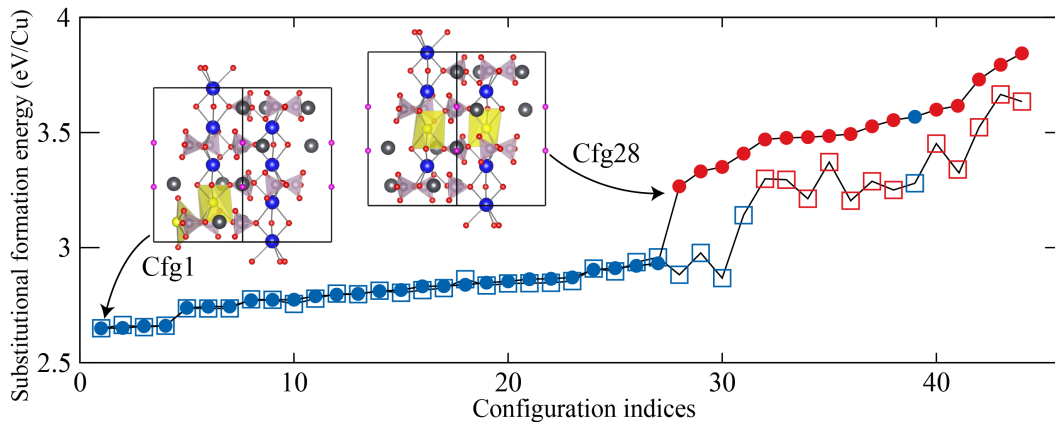 Substitutional formation energy (eV/Cu)
4
3.5
3
2.5
Cfg28
Cfg1
0
10
20
30
40
Configuration indices